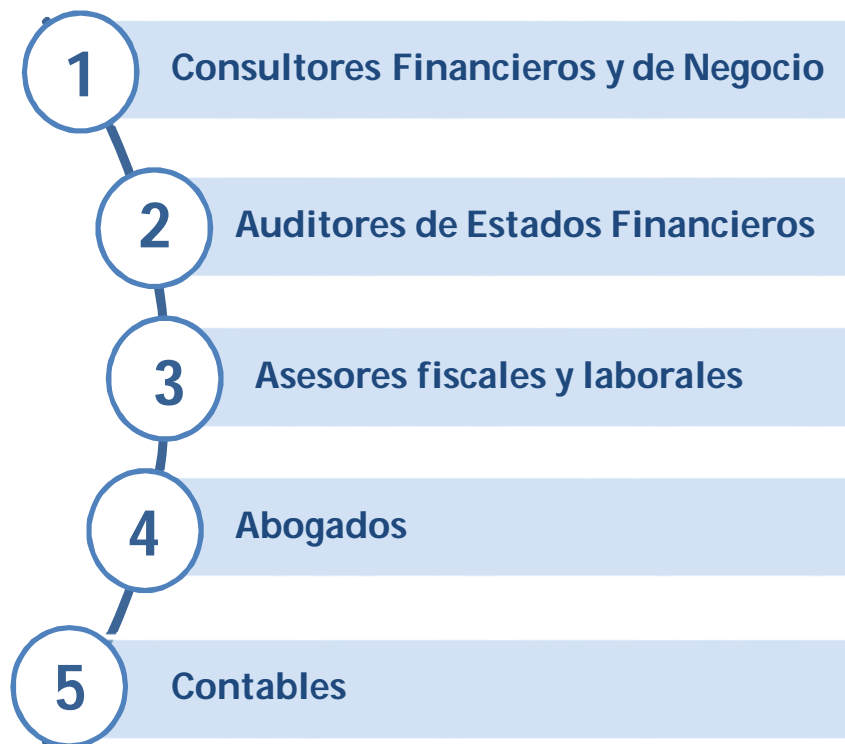 1 Consultores Financieros y de Negocio
2 Auditores de Estados Financieros
3 Asesores fiscales y laborales
4 Abogados
5 Contables